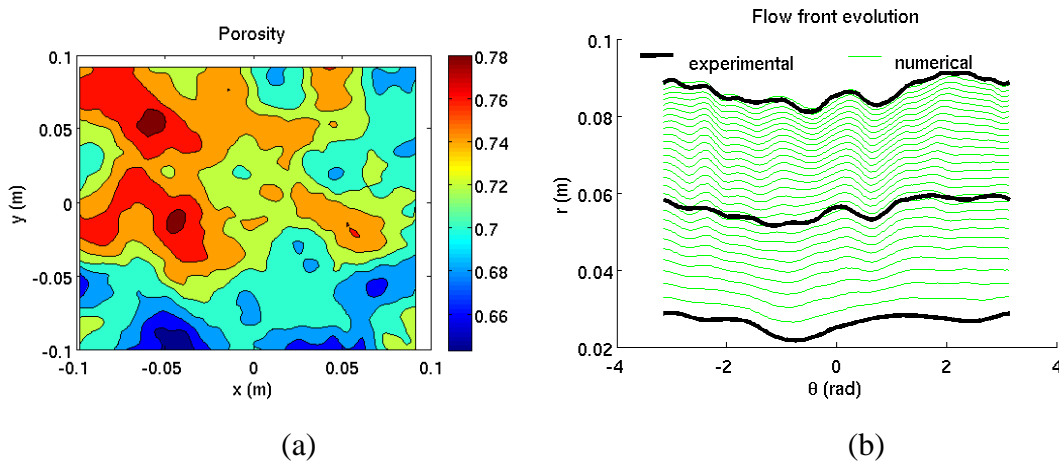 Porosity
0.1
0.05
0
-0.05
-0.1
y (m)
-0.1
-0.05
0
0.05
0.1
x (m)
0.78
0.76
0.74
0.72
0.7
0.68
0.66
(a)
Flow front evolution
experimental
numerical
0.1
0.08
0.06
0.04
0.02
r (m)
-4
-2
0
2
4
θ (rad)
(b)